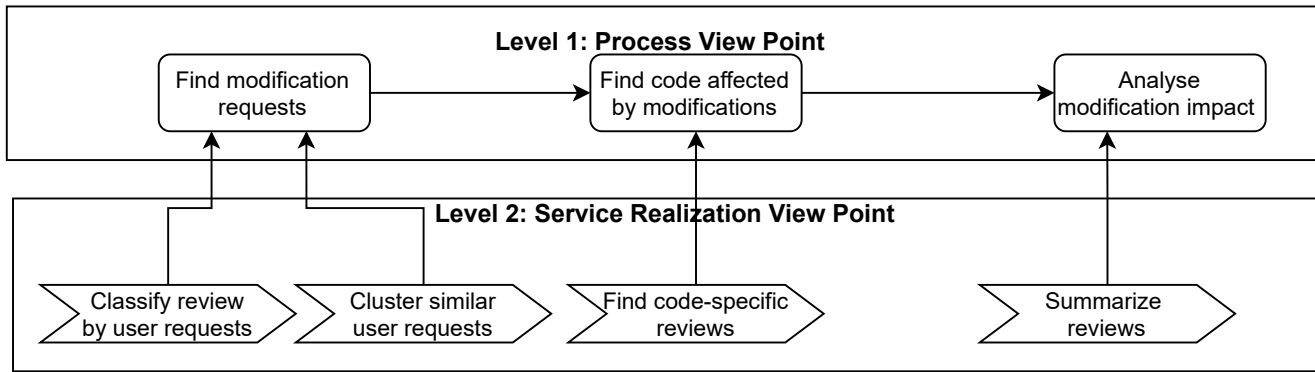 Level 1: Process View Point
Find modification
requests
Find code affected
by modifications
Analyse
modification impact
Level 2: Service Realization View Point
Classify review
by user requests
Cluster similar
user requests
Find code-specific
reviews
Summarize
reviews